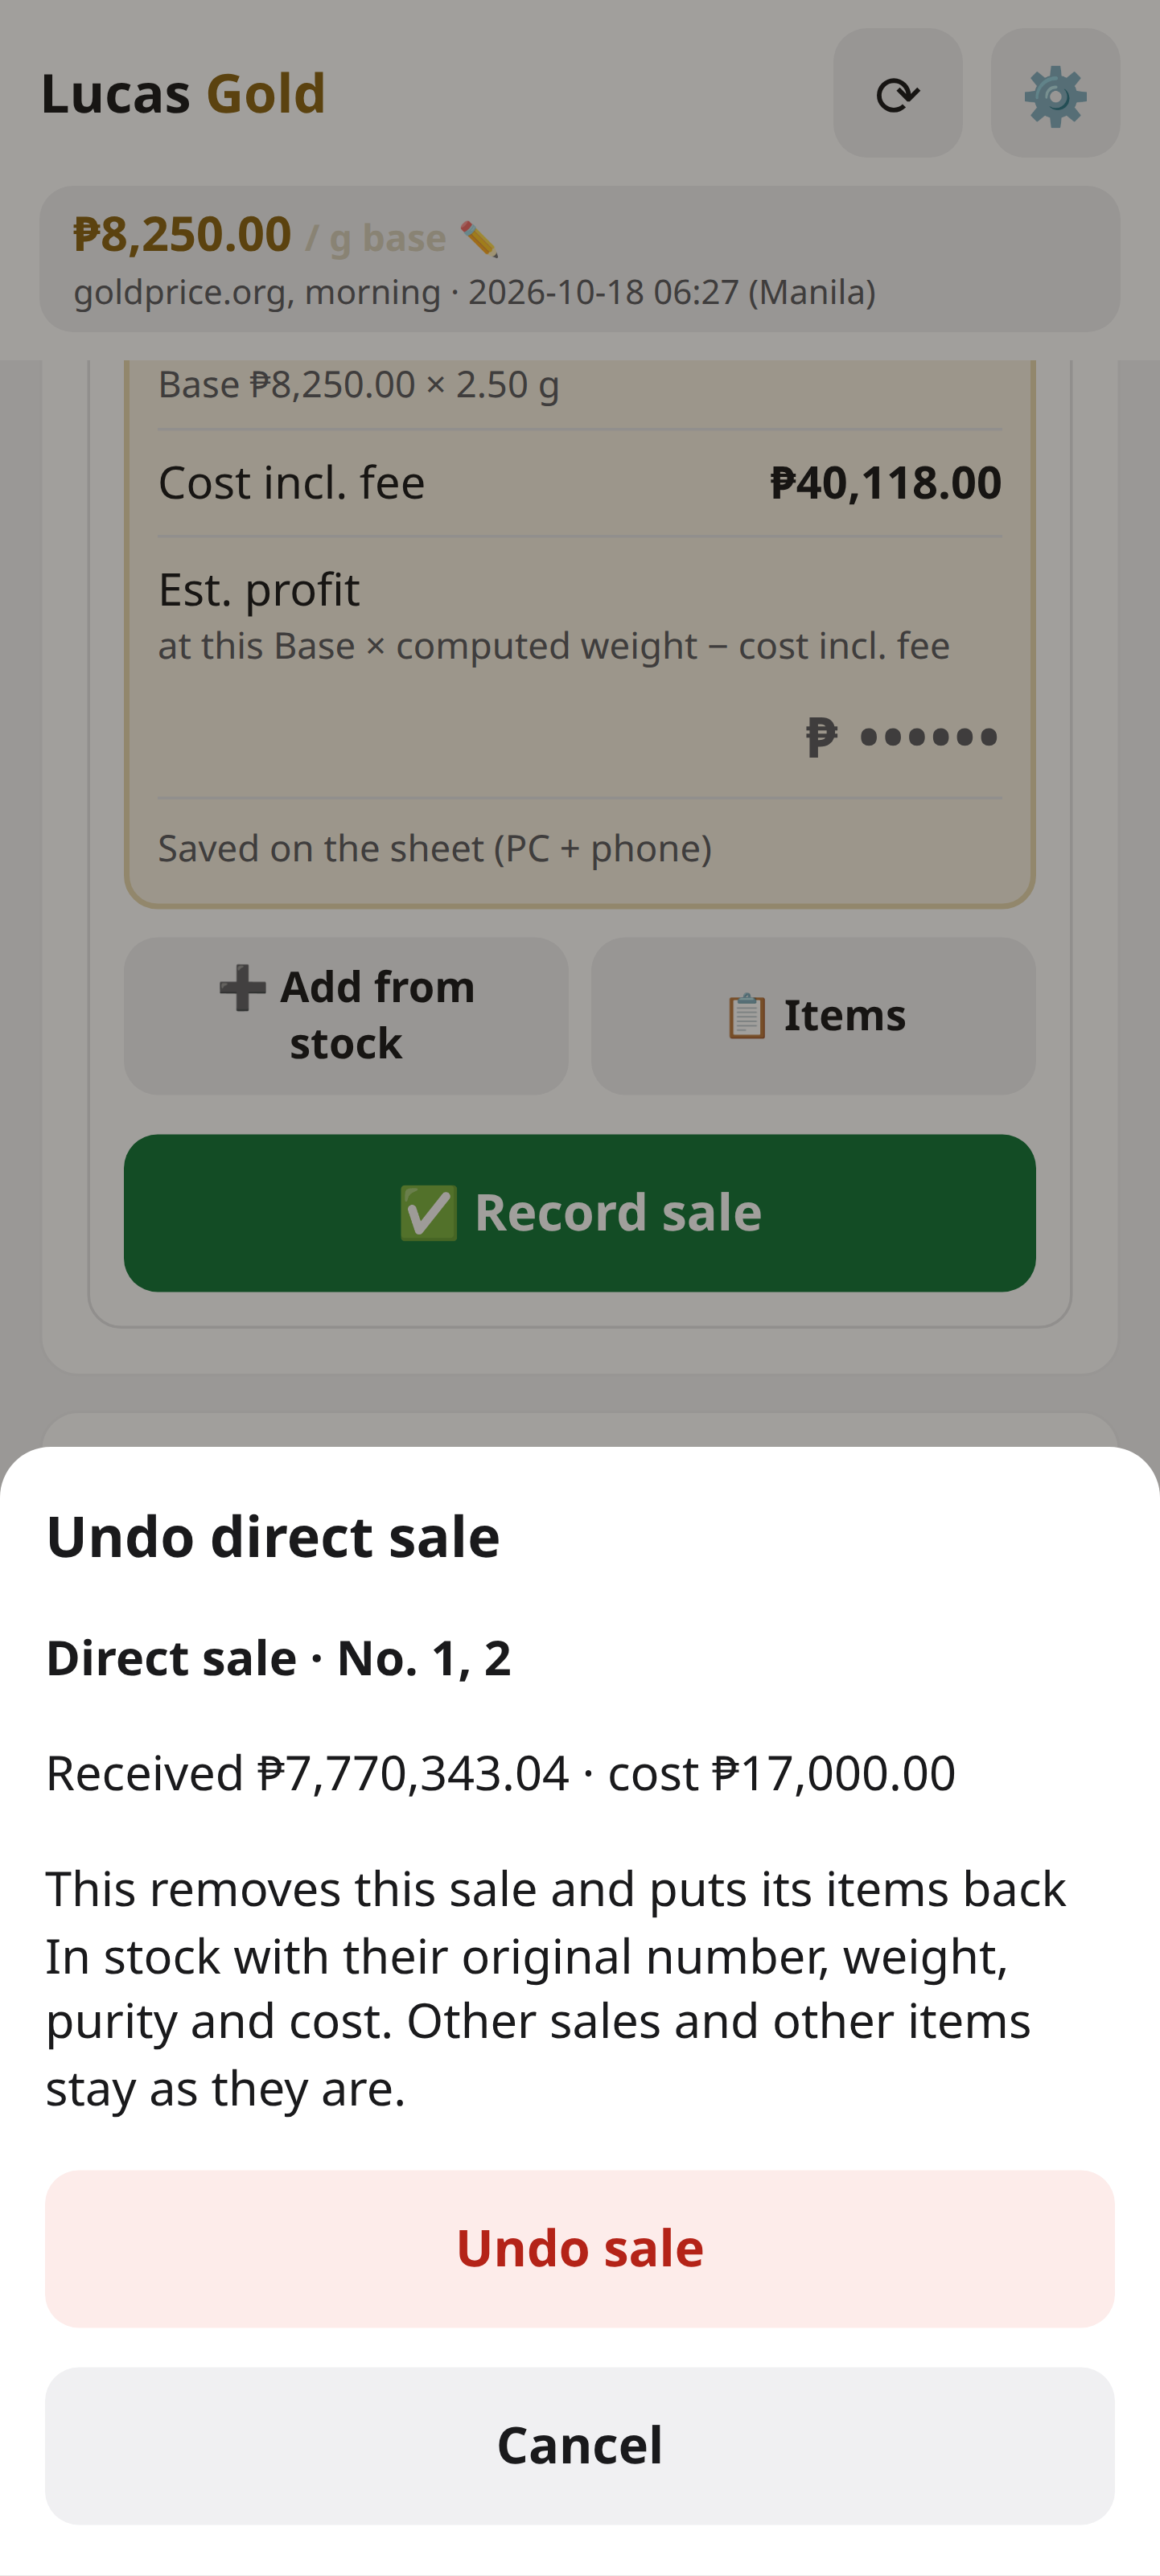 Lucas Gold
⟳ ⚙️
₱8,250.00 / g base ✏️
goldprice.org, morning · 2026-10-18 06:27 (Manila)
Base ₱8,250.00 × 2.50 g
Cost incl. fee ₱40,118.00
Est. profit
at this Base × computed weight − cost incl. fee
₱ ••••••
Saved on the sheet (PC + phone)
➕ Add from
stock
📋 Items
✅ Record sale
Undo direct sale
Direct sale · No. 1, 2
Received ₱7,770,343.04 · cost ₱17,000.00
This removes this sale and puts its items back
In stock with their original number, weight,
purity and cost. Other sales and other items
stay as they are.
Undo sale
Cancel